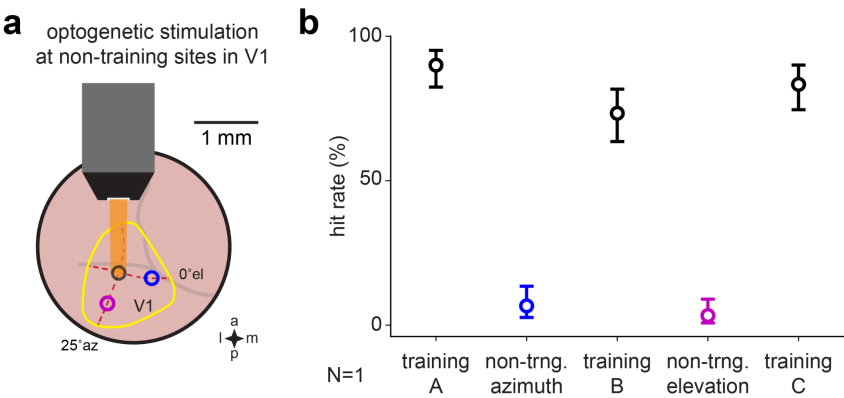 a
optogenetic stimulation
at non-training sites in V1
1 mm
0˚el
V1
25˚az
a
l m
p
b
hit rate (%)
100
50
0
N=1
training
A
non-trng.
azimuth
training
B
non-trng.
elevation
training
C